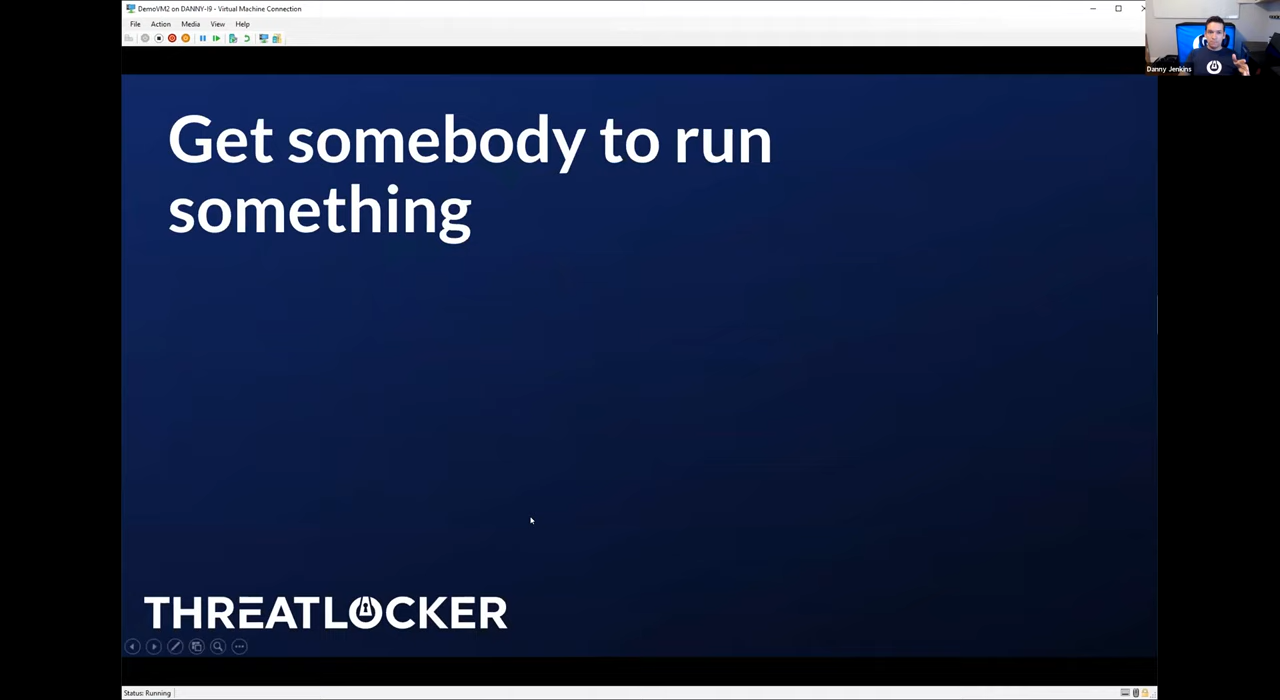 DemoVM2 on DANNY-I9 - Virtual Machine Connection
File Action Media View Help
Danny Jenkins
Get somebody to run
something
THREATLOCKER
Status: Running